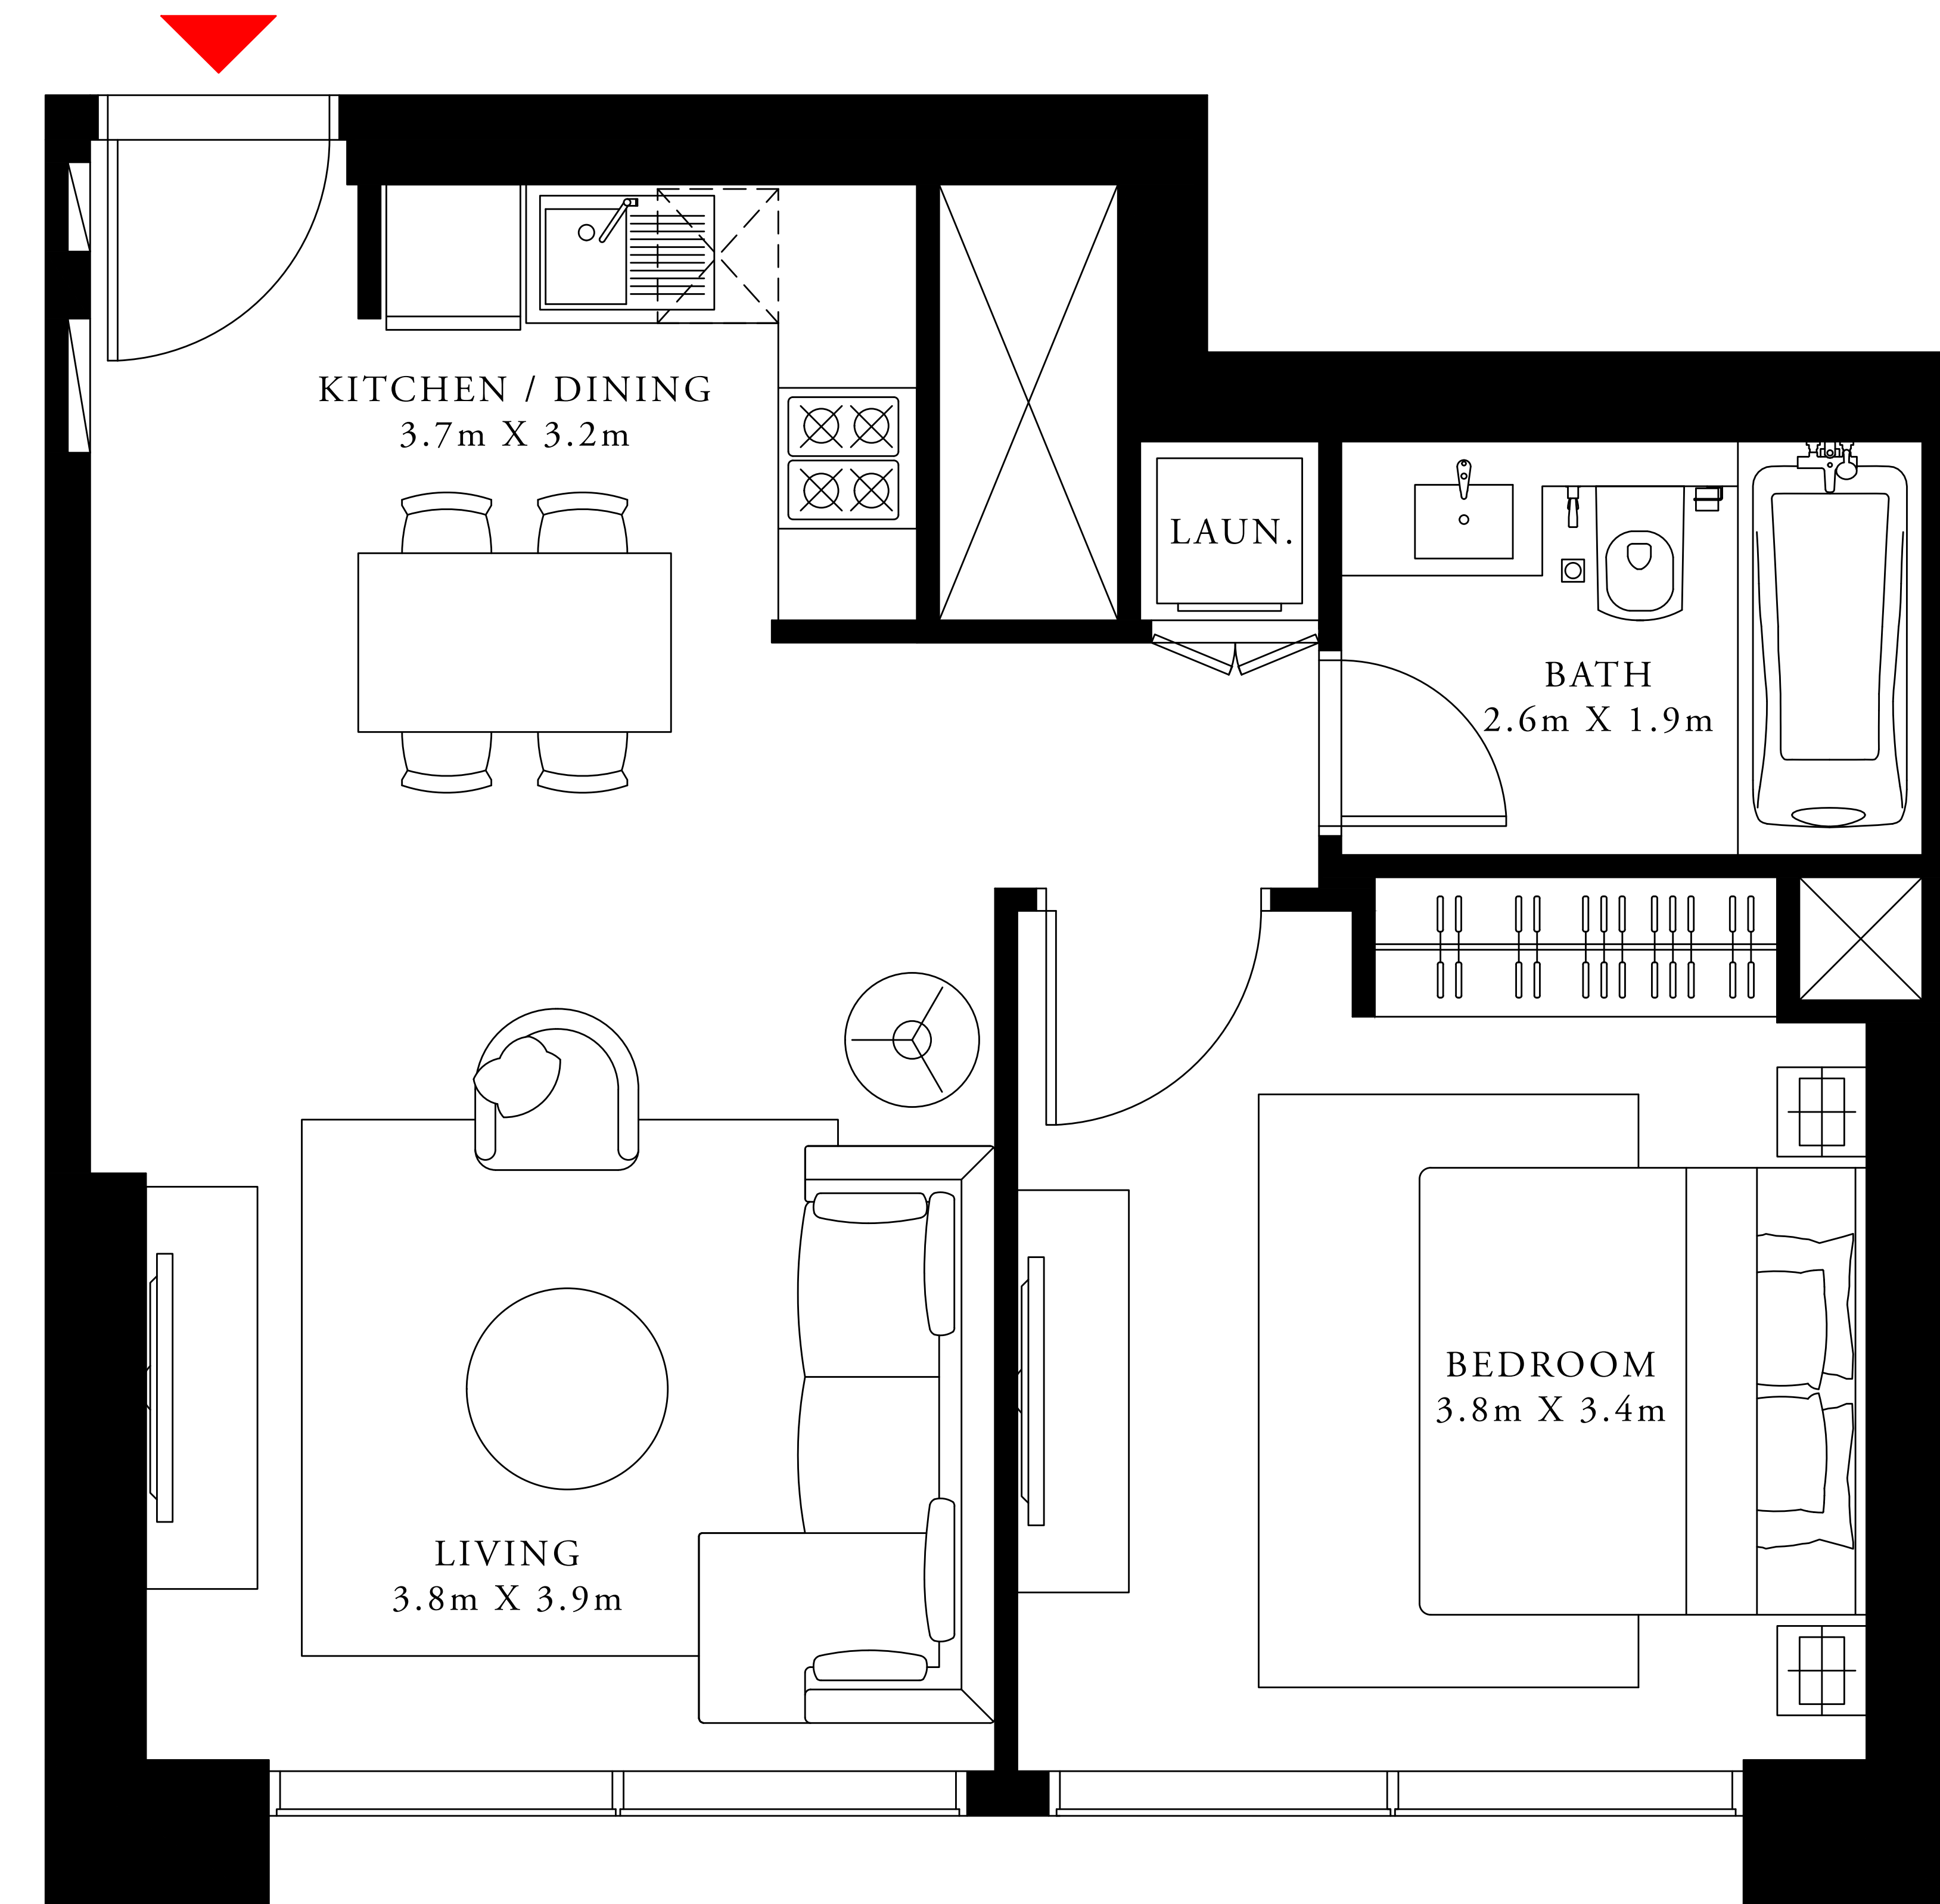 KITCHEN / DINING
3.7m X 3.2m
LAUN.
BATH
2.6m X 1.9m
BEDROOM
3.8m X 3.4m
LIVING
3.8m X 3.9m